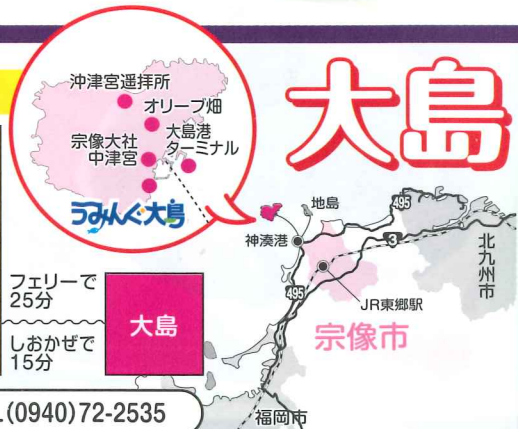 大島
沖津宮遥拝所
オリーブ畑
宗像大社
中津宮
大島港
ターミナル
うみんぐ大島
地島
神湊港
495
3
北九州市
JR東郷駅
495
宗像市
福岡市
フェリーで
25分
しおかぜで
15分
大島
(0940)72-2535